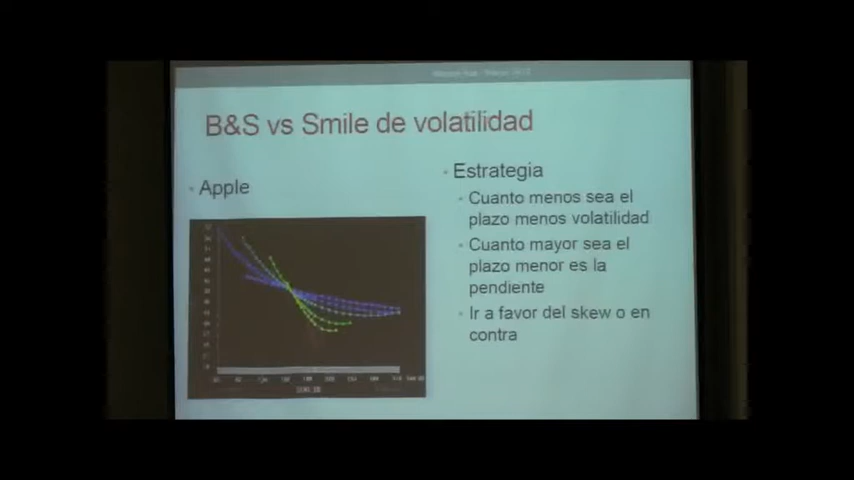 B&S vs Smile de volatilidad
Apple
Estrategia
Cuanto menos sea el
plazo menos volatilidad
Cuanto mayor sea el
plazo menor es la
pendiente
Ir a favor del skew o en
contra